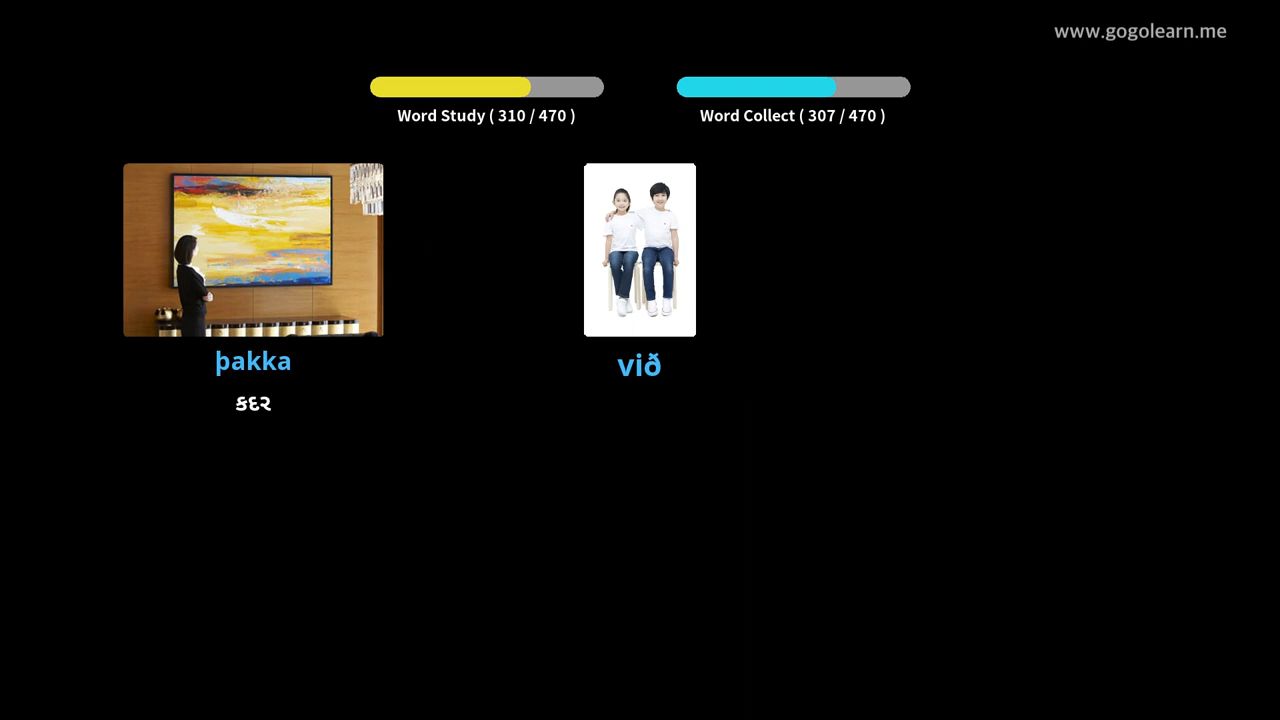 www.gogolearn.me
Word Study ( 310 / 470 )
Word Collect ( 307 / 470 )
þakka
við
કદર